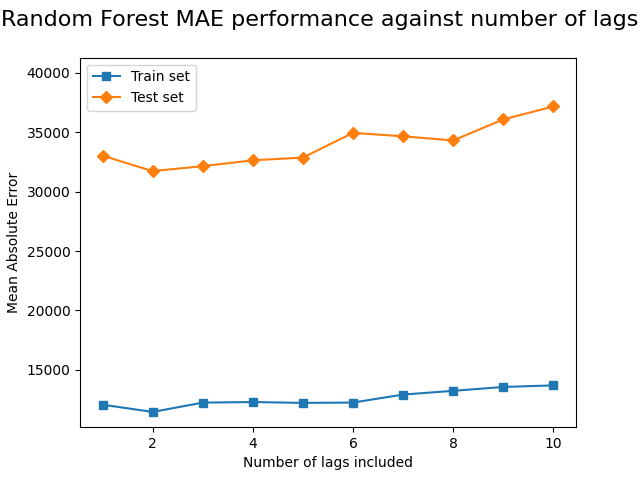 Random Forest MAE performance against number of lags
Train set
Test set
40000
35000
30000
25000
20000
15000
Mean Absolute Error
2 4 6 8 10
Number of lags included